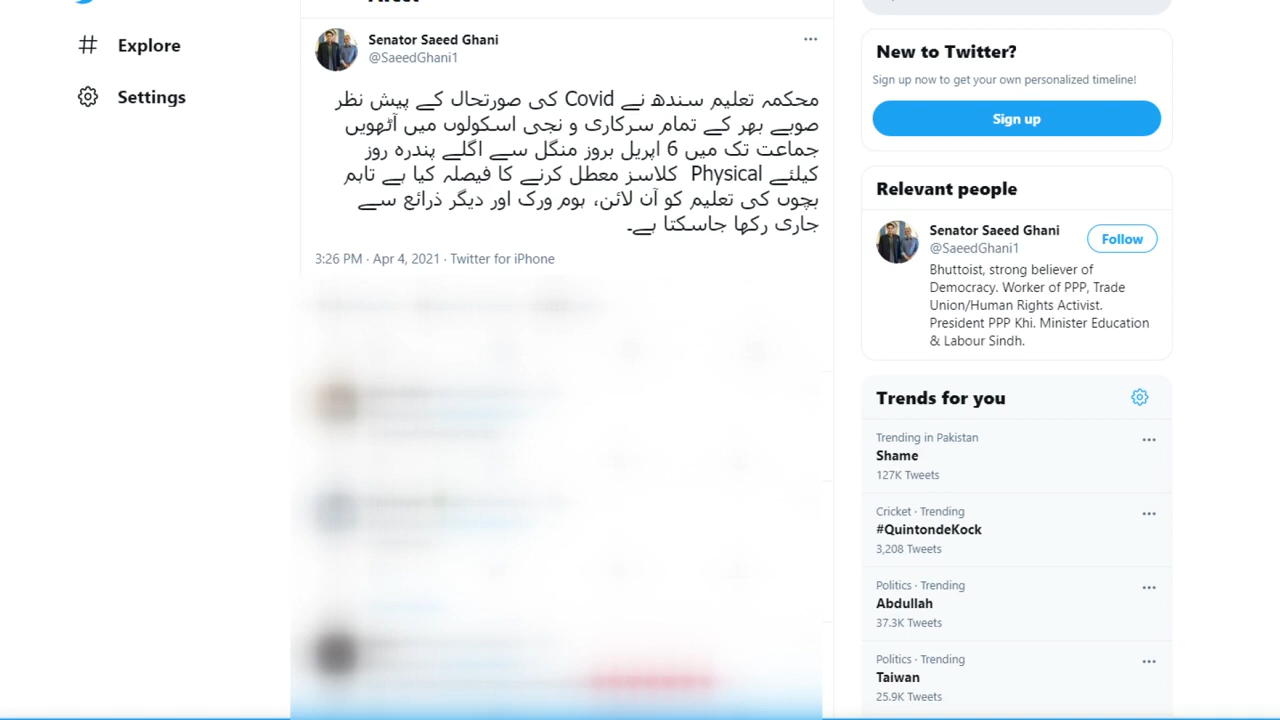 Explore
Settings
Senator Saeed Ghani
@SaeedGhani1
محکمہ تعلیم سندھ نے Covid کی صورتحال کے پیش نظر
صوبے بھر کے تمام سرکاری و نجی اسکولوں میں آٹھویں
جماعت تک میں 6 اپریل بروز منگل سے اگلے پندرہ روز
کیلئے Physical کلاسز معطل کرنے کا فیصلہ کیا ہے تاہم
بچوں کی تعلیم کو آن لائن، ہوم ورک اور دیگر ذرائع سے
جاری رکھا جاسکتا ہے۔
3:26 PM · Apr 4, 2021 · Twitter for iPhone
New to Twitter?
Sign up now to get your own personalized timeline!
Sign up
Relevant people
Senator Saeed Ghani
@SaeedGhani1
Follow
Bhuttoist, strong believer of
Democracy. Worker of PPP, Trade
Union/Human Rights Activist.
President PPP Khi. Minister Education
& Labour Sindh.
Trends for you
Trending in Pakistan
Shame
127K Tweets
Cricket · Trending
#QuintondeKock
3,208 Tweets
Politics · Trending
Abdullah
37.3K Tweets
Politics · Trending
Taiwan
25.9K Tweets